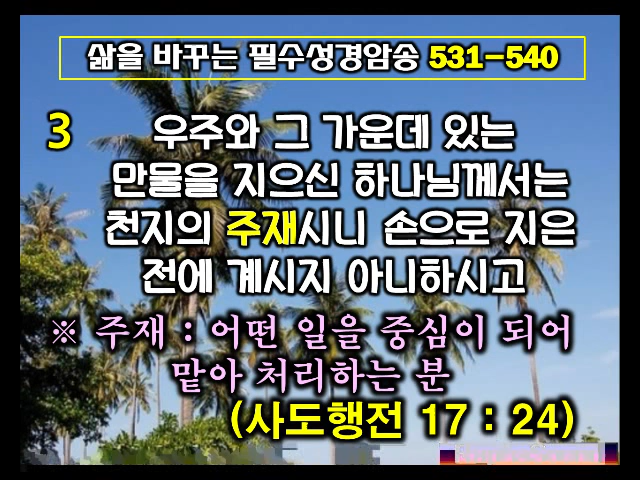 삶을 바꾸는 필수성경암송 531-540
3 우주와 그 가운데 있는
만물을 지으신 하나님께서는
천지의 주재시니 손으로 지은
전에 계시지 아니하시고
※ 주재 : 어떤 일을 중심이 되어
맡아 처리하는 분
(사도행전 17 : 24)